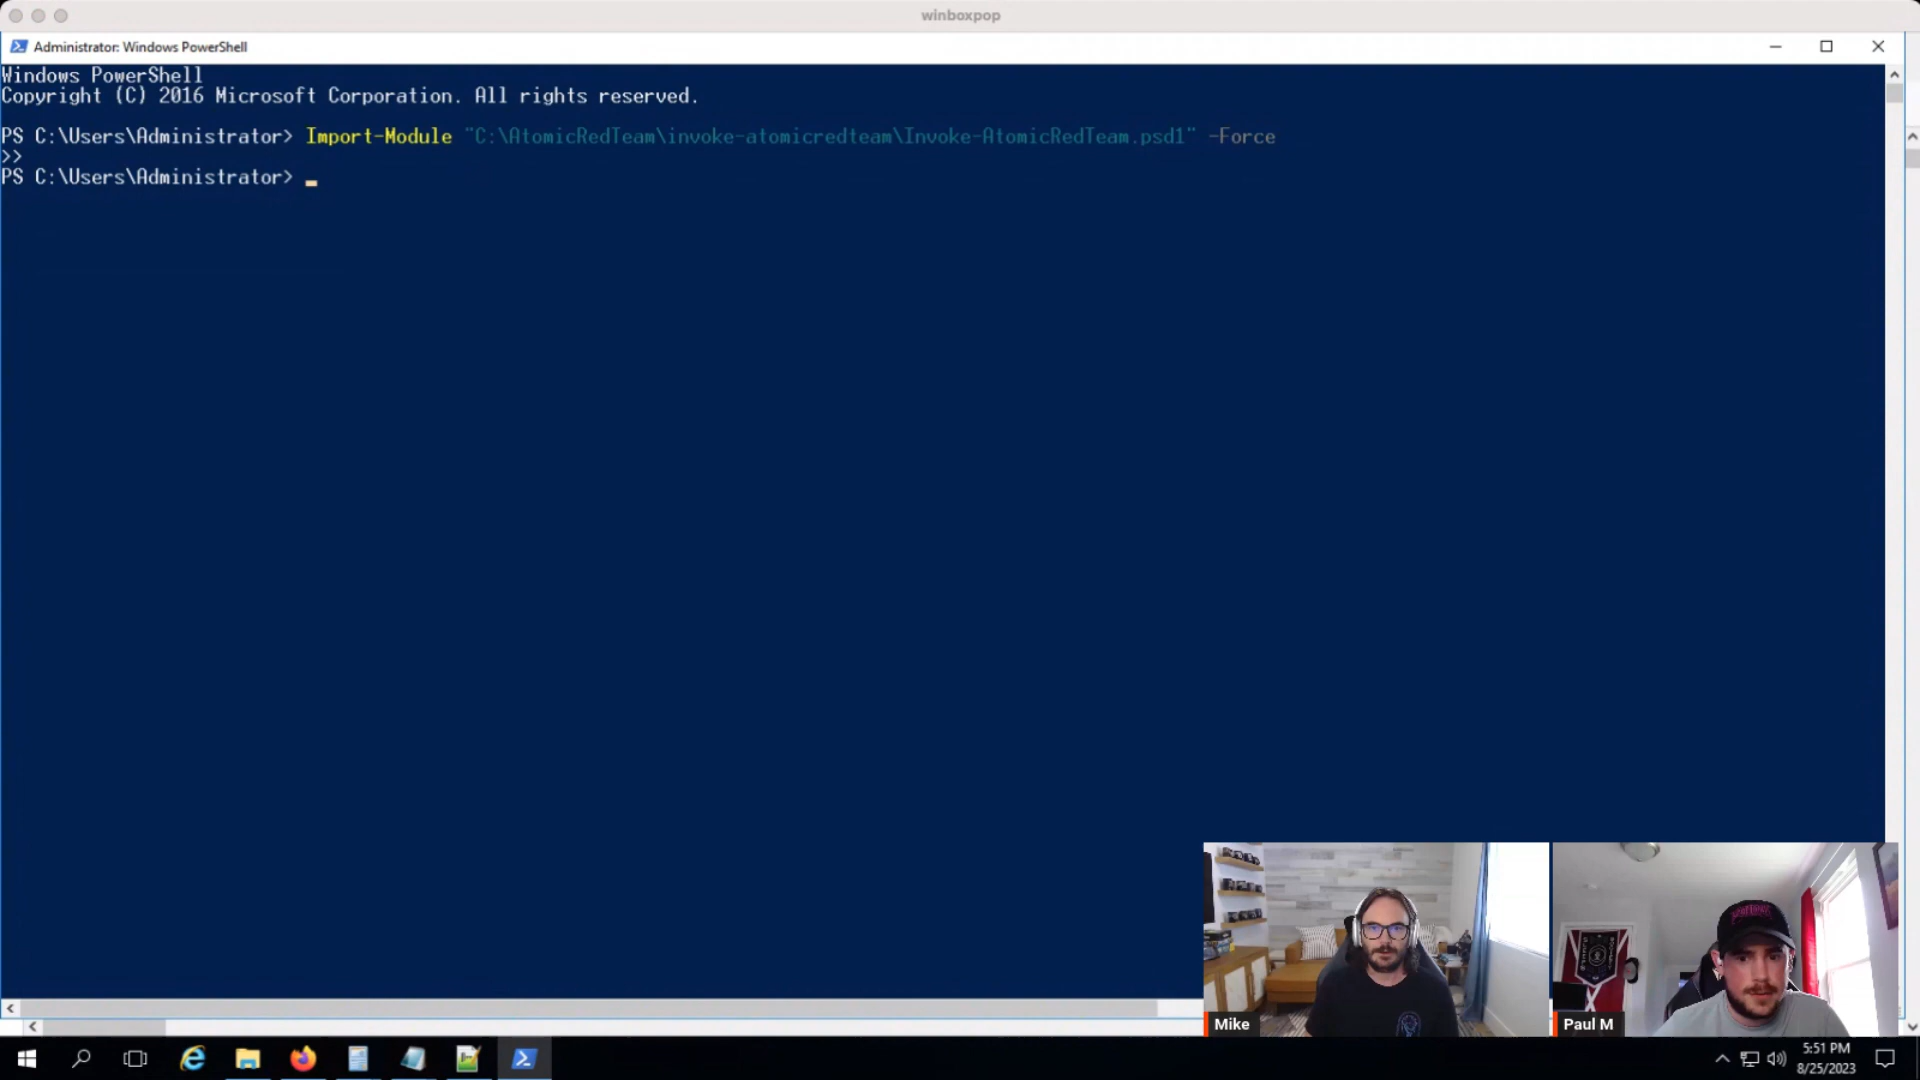 winboxpop
Administrator: Windows PowerShell
Windows PowerShell
Copyright (C) 2016 Microsoft Corporation. All rights reserved.
PS C:\Users\Administrator> Import-Module "C:\AtomicRedTeam\invoke-atomicredteam\Invoke-AtomicRedTeam.psd1" -Force
>>
PS C:\Users\Administrator>
Mike
Paul M
5:51 PM
8/25/2023